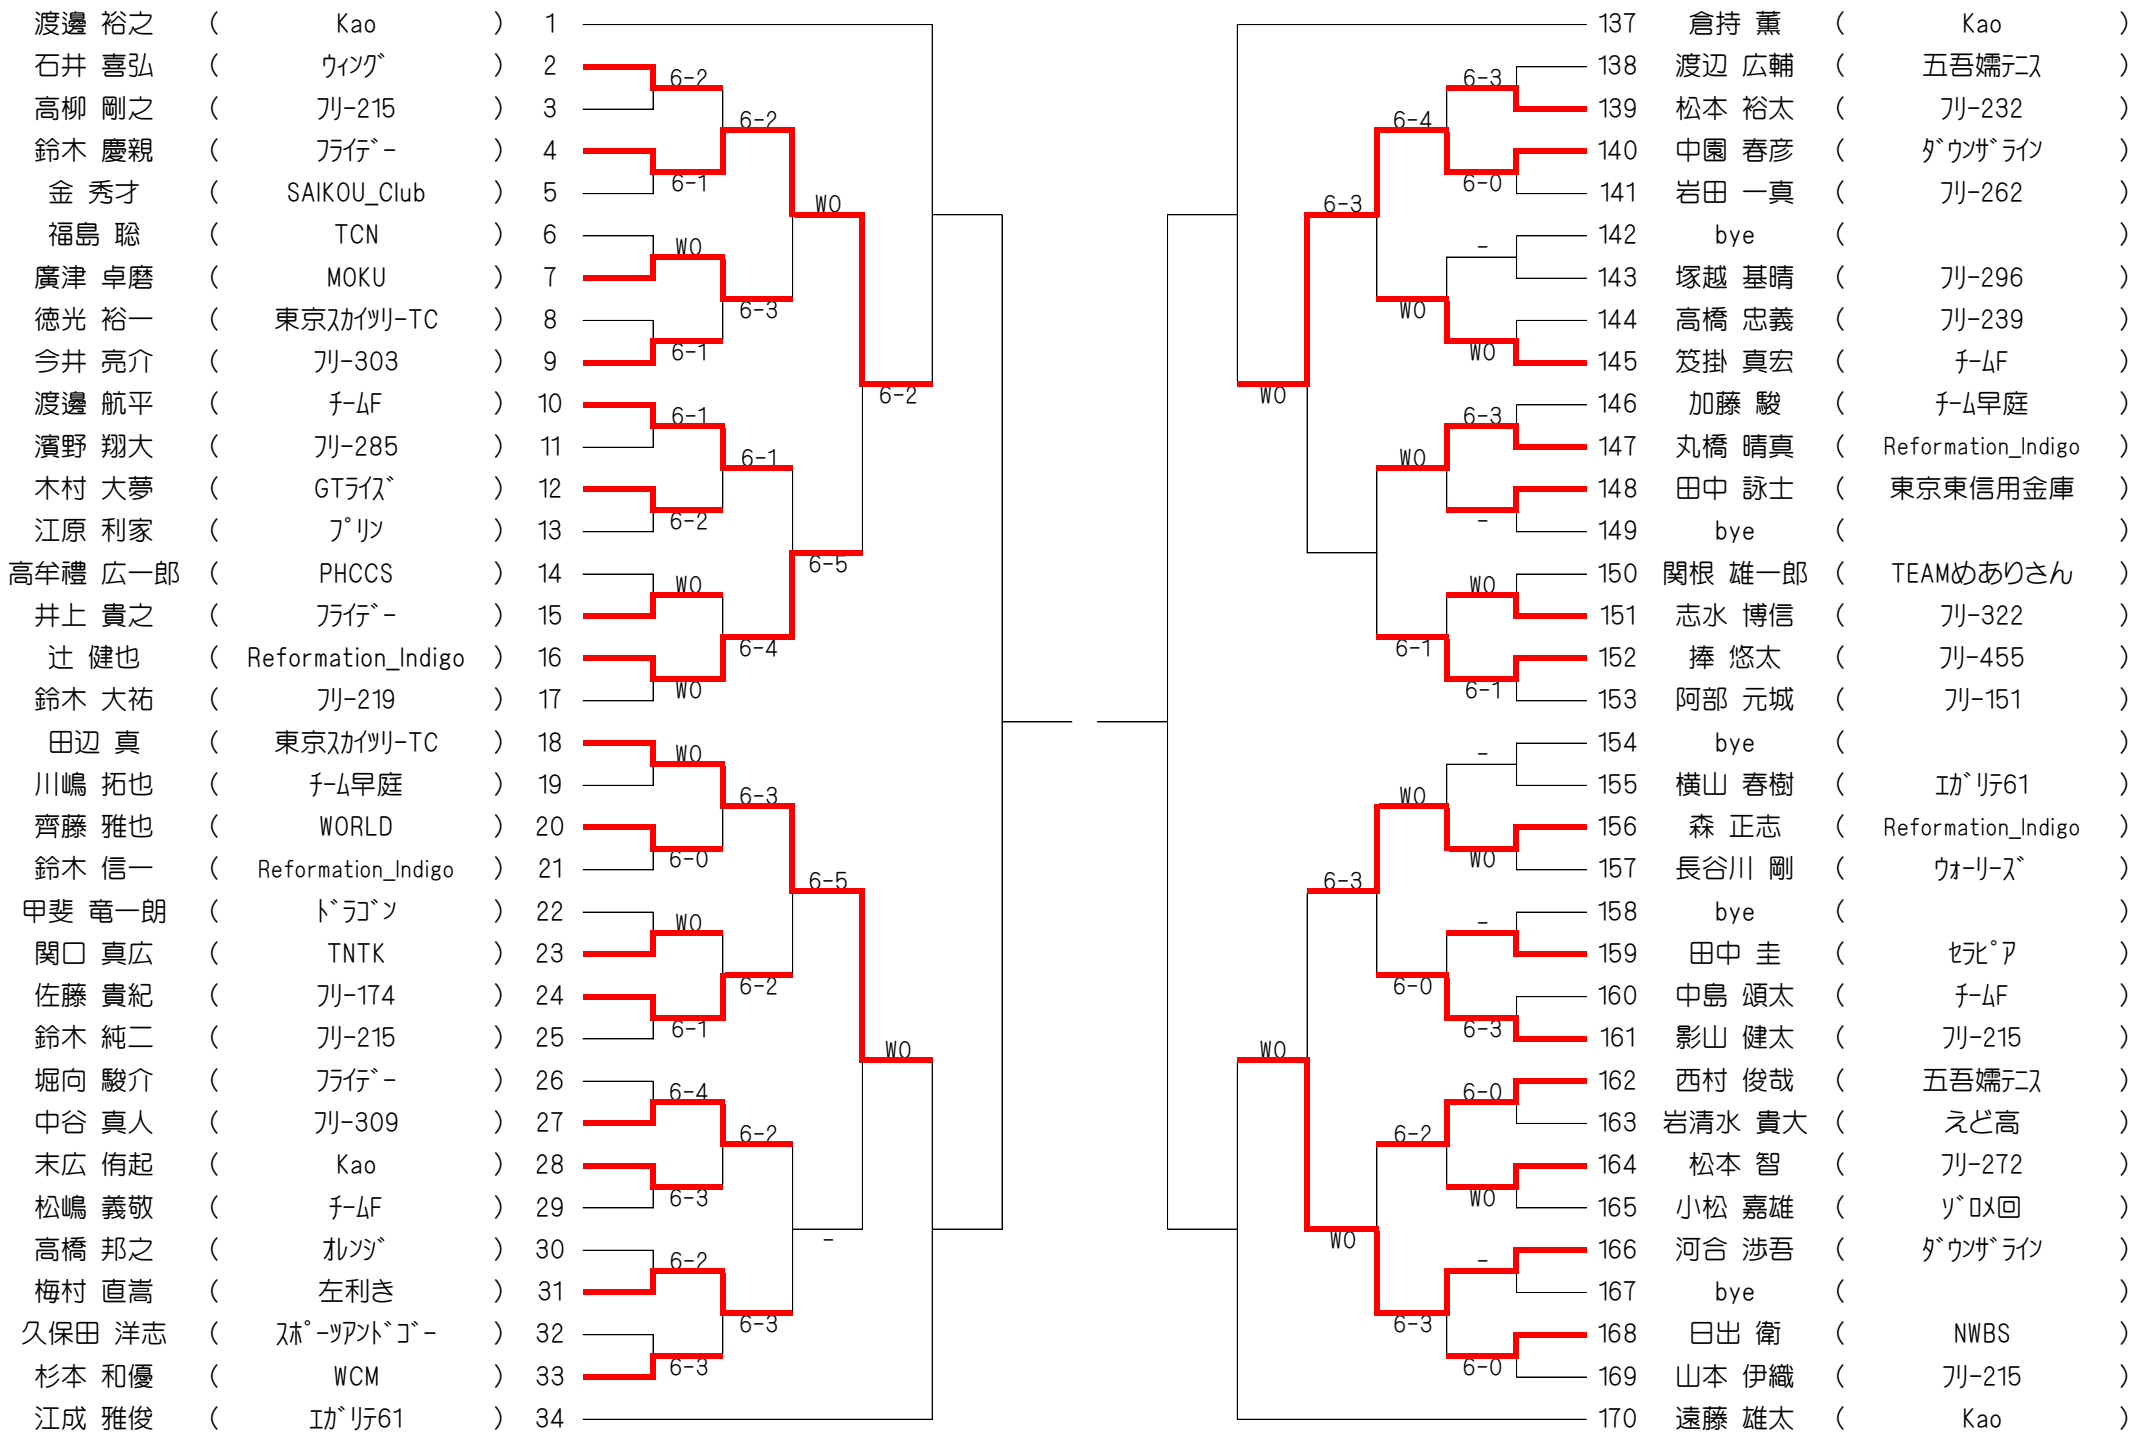 渡邊 裕之 ( Kao ) 1
石井 喜弘 ( ｳｨﾝｸﾞ ) 2
6-2
高柳 剛之 ( ﾌﾘｰ215 ) 3
6-2
鈴木 慶親 ( ﾌﾗｲﾃﾞｰ ) 4
6-1
金 秀才 ( SAIKOU_Club ) 5
WO
福島 聡 ( TCN ) 6
WO
廣津 卓磨 ( MOKU ) 7
6-3
徳光 裕一 ( 東京ｽｶｲﾂﾘｰTC ) 8
6-1
今井 亮介 ( ﾌﾘｰ303 ) 9
6-2
渡邊 航平 ( ﾁｰﾑF ) 10
6-1
濱野 翔大 ( ﾌﾘｰ285 ) 11
6-1
木村 大夢 ( GTﾗｲｽﾞ ) 12
6-2
江原 利家 ( ﾌﾟﾘﾝ ) 13
6-5
高牟禮 広一郎 ( PHCCS ) 14
WO
井上 貴之 ( ﾌﾗｲﾃﾞｰ ) 15
6-4
辻 健也 ( Reformation_Indigo ) 16
WO
鈴木 大祐 ( ﾌﾘｰ219 ) 17
田辺 真 ( 東京ｽｶｲﾂﾘｰTC ) 18
WO
川嶋 拓也 ( ﾁｰﾑ早庭 ) 19
6-3
齊藤 雅也 ( WORLD ) 20
6-0
鈴木 信一 ( Reformation_Indigo ) 21
6-5
甲斐 竜一朗 ( ﾄﾞﾗｺﾞﾝ ) 22
WO
関口 真広 ( TNTK ) 23
6-2
佐藤 貴紀 ( ﾌﾘｰ174 ) 24
6-1
鈴木 純二 ( ﾌﾘｰ215 ) 25
WO
堀向 駿介 ( ﾌﾗｲﾃﾞｰ ) 26
6-4
中谷 真人 ( ﾌﾘｰ309 ) 27
6-2
末広 侑起 ( Kao ) 28
6-3
松嶋 義敬 ( ﾁｰﾑF ) 29
-
高橋 邦之 ( ｵﾚﾝｼﾞ ) 30
6-2
梅村 直嵩 ( 左利き ) 31
6-3
久保田 洋志 ( ｽﾎﾟｰﾂｱﾝﾄﾞｺﾞｰ ) 32
6-3
杉本 和優 ( WCM ) 33
江成 雅俊 ( ｴｶﾞﾘﾃ61 ) 34
137 倉持 薫 ( Kao )
138 渡辺 広輔 ( 五吾嬬ﾃﾆｽ )
6-3
139 松本 裕太 ( ﾌﾘｰ232 )
6-4
140 中園 春彦 ( ﾀﾞｳﾝｻﾞﾗｲﾝ )
6-0
141 岩田 一真 ( ﾌﾘｰ262 )
6-3
142 bye ( )
-
143 塚越 基晴 ( ﾌﾘｰ296 )
WO
144 高橋 忠義 ( ﾌﾘｰ239 )
WO
145 笈掛 真宏 ( ﾁｰﾑF )
WO
146 加藤 駿 ( ﾁｰﾑ早庭 )
6-3
147 丸橋 晴真 ( Reformation_Indigo )
WO
148 田中 詠士 ( 東京東信用金庫 )
-
149 bye ( )
150 関根 雄一郎 ( TEAMめありさん )
WO
151 志水 博信 ( ﾌﾘｰ322 )
6-1
152 捧 悠太 ( ﾌﾘｰ455 )
6-1
153 阿部 元城 ( ﾌﾘｰ151 )
154 bye ( )
-
155 横山 春樹 ( ｴｶﾞﾘﾃ61 )
WO
156 森 正志 ( Reformation_Indigo )
WO
157 長谷川 剛 ( ｳｫｰﾘｰｽﾞ )
6-3
158 bye ( )
-
159 田中 圭 ( ｾﾗﾋﾟｱ )
6-0
160 中島 頌太 ( ﾁｰﾑF )
6-3
161 影山 健太 ( ﾌﾘｰ215 )
WO
162 西村 俊哉 ( 五吾嬬ﾃﾆｽ )
6-0
163 岩清水 貴大 ( えど高 )
6-2
164 松本 智 ( ﾌﾘｰ272 )
WO
165 小松 嘉雄 ( ｿﾞﾛﾒ回 )
WO
166 河合 渉吾 ( ﾀﾞｳﾝｻﾞﾗｲﾝ )
-
167 bye ( )
6-3
168 日出 衛 ( NWBS )
6-0
169 山本 伊織 ( ﾌﾘｰ215 )
170 遠藤 雄太 ( Kao )